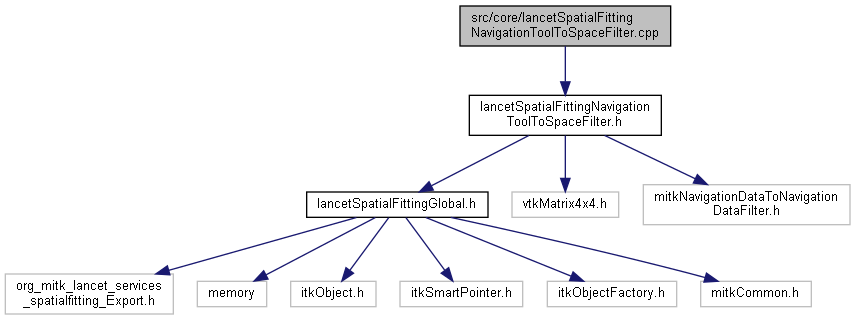 src/core/lancetSpatialFitting
NavigationToolToSpaceFilter.cpp
lancetSpatialFittingNavigation
ToolToSpaceFilter.h
lancetSpatialFittingGlobal.h
vtkMatrix4x4.h
mitkNavigationDataToNavigation
DataFilter.h
org_mitk_lancet_services
_spatialfitting_Export.h
memory
itkObject.h
itkSmartPointer.h
itkObjectFactory.h
mitkCommon.h